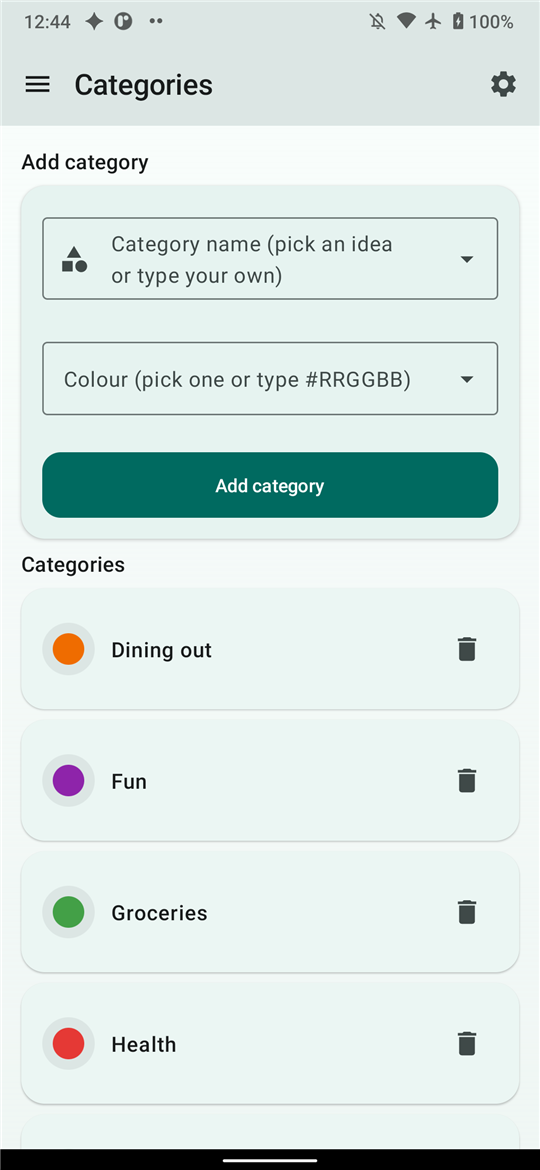 12:44
100%
Categories
Add category
Category name (pick an idea
or type your own)
Colour (pick one or type #RRGGBB)
Add category
Categories
Dining out
Fun
Groceries
Health